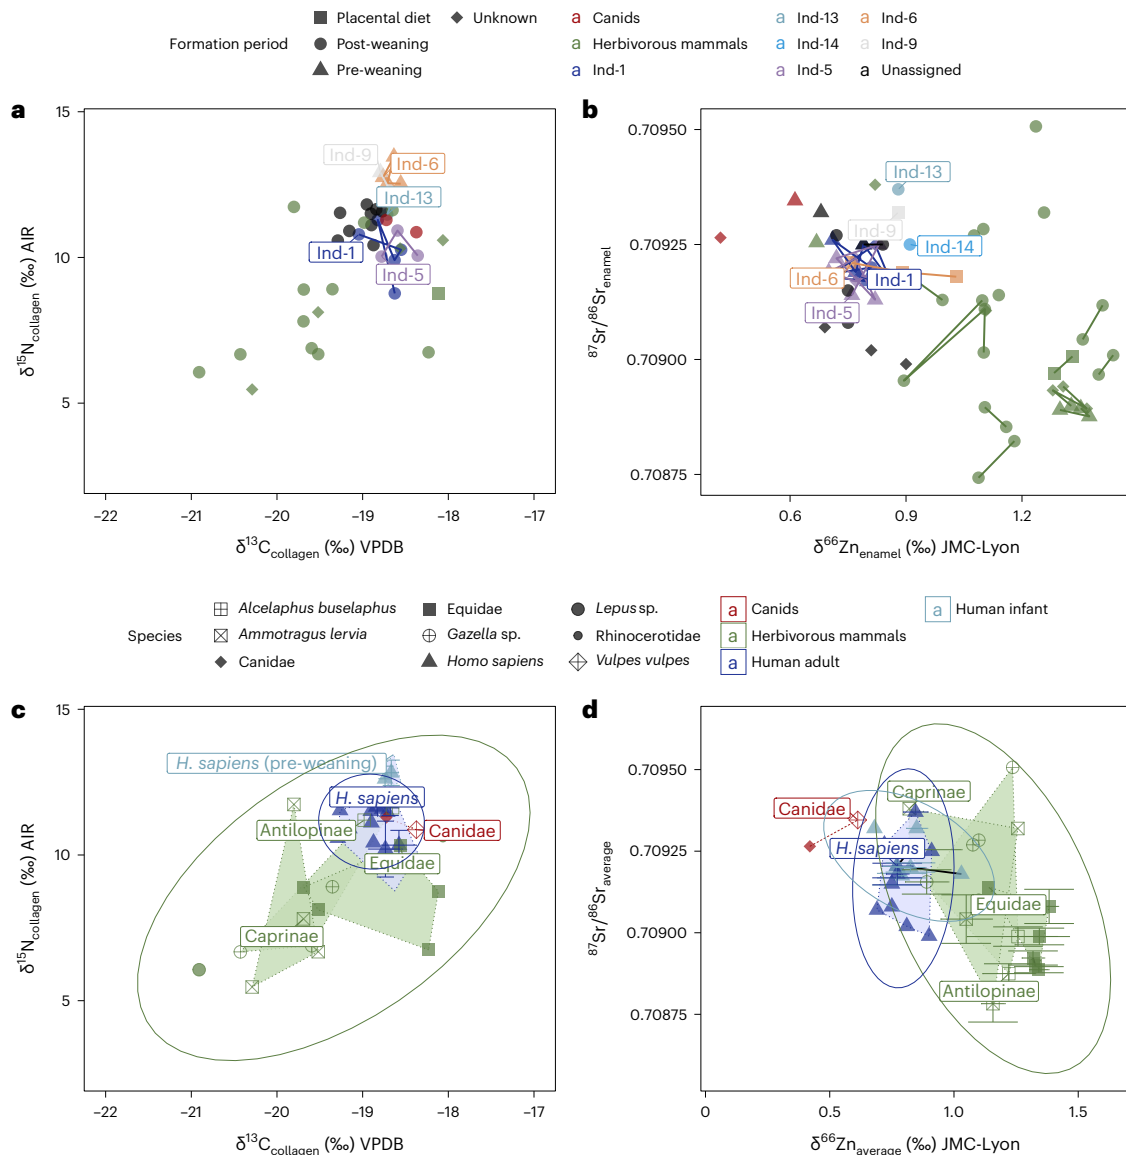 Formation period
Placental diet
Unknown
Post-weaning
Pre-weaning
a Canids
a Herbivorous mammals
a Ind-1
a Ind-13
a Ind-14
a Ind-5
a Ind-6
a Ind-9
a Unassigned
a
15
10
5
δ15Ncollagen (‰) AIR
Ind-9
Ind-6
Ind-13
Ind-1
Ind-5
−22 −21 −20 −19 −18 −17
δ13Ccollagen (‰) VPDB
b
0.70950
0.70925
0.70900
0.70875
87Sr/86Srenamel
Ind-13
Ind-9
Ind-14
Ind-6
Ind-1
Ind-5
0.6 0.9 1.2
δ66Znenamel (‰) JMC-Lyon
Species
Alcelaphus buselaphus
Ammotragus lervia
Canidae
Equidae
Gazella sp.
Homo sapiens
Lepus sp.
Rhinocerotidae
Vulpes vulpes
a Canids
a Herbivorous mammals
a Human adult
a Human infant
c
15
10
5
δ15Ncollagen (‰) AIR
H. sapiens (pre-weaning)
H. sapiens
Antilopinae
Canidae
Equidae
Caprinae
−22 −21 −20 −19 −18 −17
δ13Ccollagen (‰) VPDB
d
0.70950
0.70925
0.70900
0.70875
87Sr/86Sraverage
Caprinae
Canidae
H. sapiens
Equidae
Antilopinae
0 0.5 1.0 1.5
δ66Znaverage (‰) JMC-Lyon